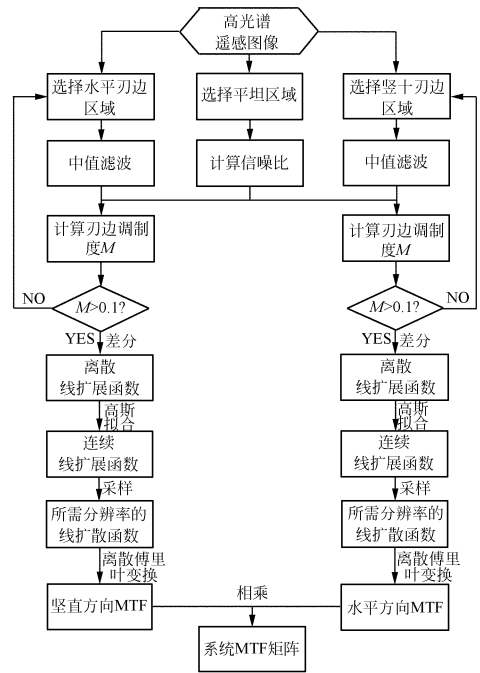 高光谱
遥感图像
选择水平刃边
区域
选择平坦区域
选择竖十刃边
区域
中值滤波
计算信噪比
中值滤波
计算刃边调制
度M
计算刃边调制
度M
NO
M>0.1?
M>0.1?
NO
YES
差分
YES
差分
离散
线扩展函数
离散
线扩展函数
高斯
拟合
高斯
拟合
连续
线扩展函数
连续
线扩展函数
采样
采样
所需分辨率的
线扩散函数
所需分辨率的
线扩散函数
离散傅里
叶变换
离散傅里
叶变换
坚直方向MTF
相乘
水平方向MTF
系统MTF矩阵